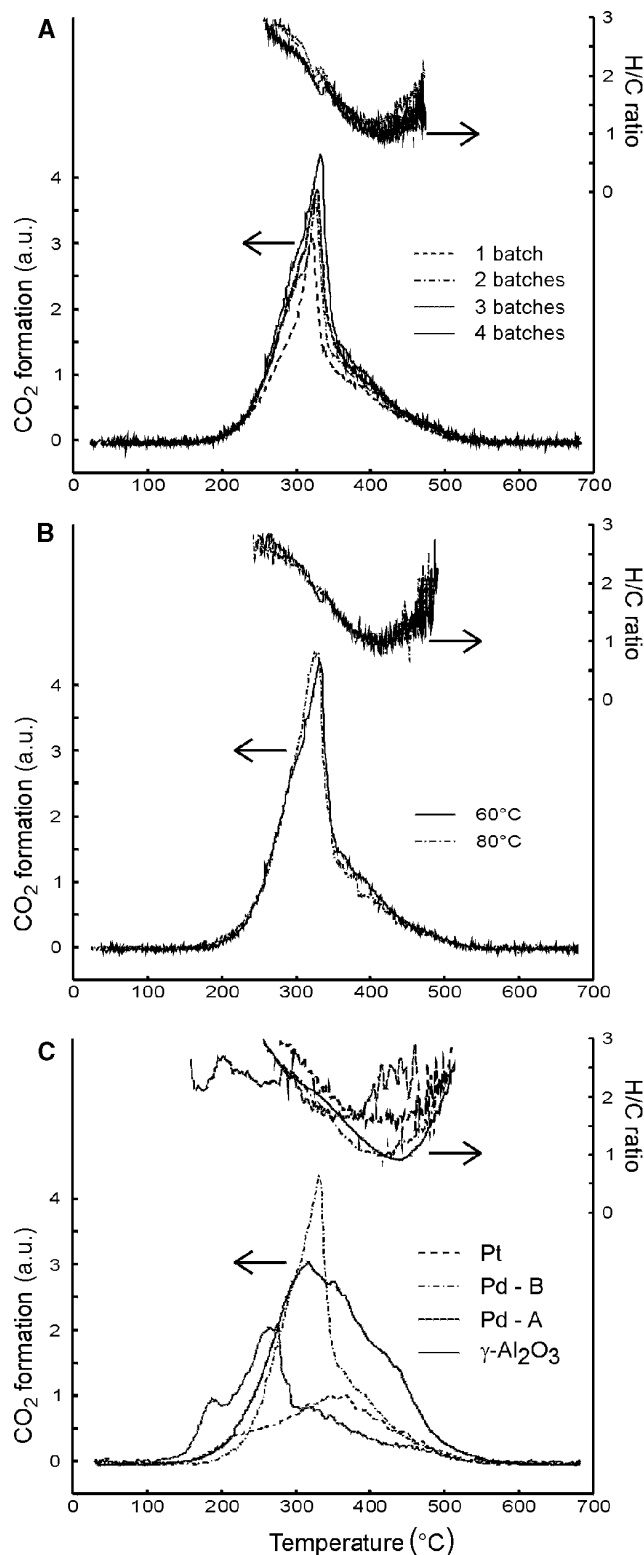 A
3
2
1
0
H/C ratio
4
3
2
1
0
CO2 formation (a.u.)
1 batch
2 batches
3 batches
4 batches
0 100 200 300 400 500 600 700
B
3
2
1
0
H/C ratio
4
3
2
1
0
CO2 formation (a.u.)
60°C
80°C
0 100 200 300 400 500 600 700
C
3
2
1
0
H/C ratio
4
3
2
1
0
CO2 formation (a.u.)
Pt
Pd - B
Pd - A
γ-Al2O3
0 100 200 300 400 500 600 700
Temperature (°C)